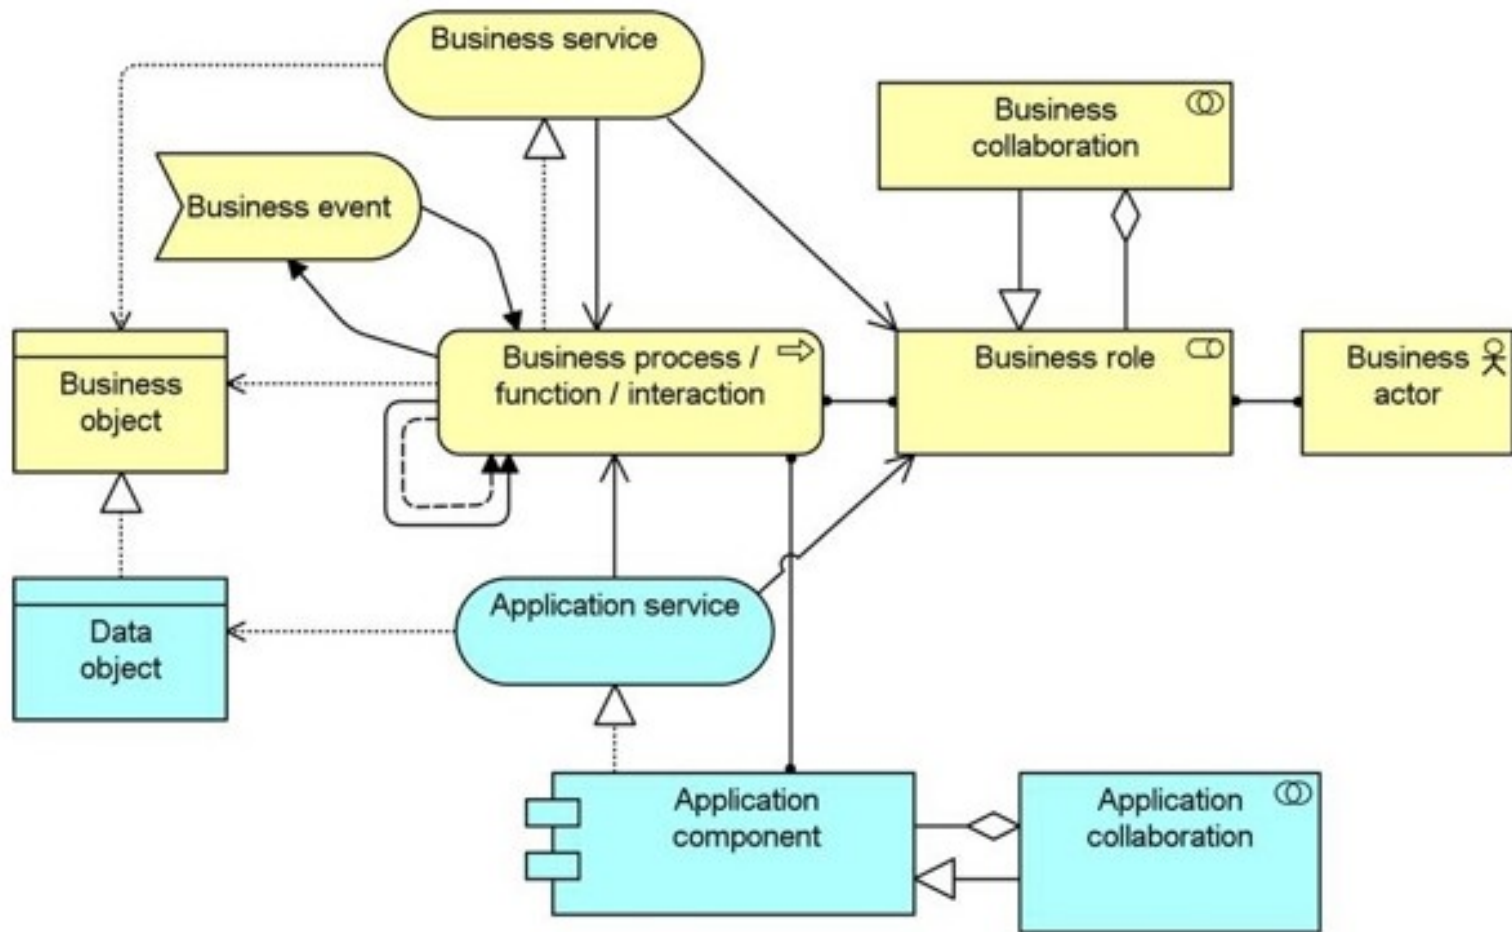 Business service
Business
collaboration
Business event
Business process /
function / interaction
Business role
Business
actor
Business
object
Application service
Data
object
Application
component
Application
collaboration